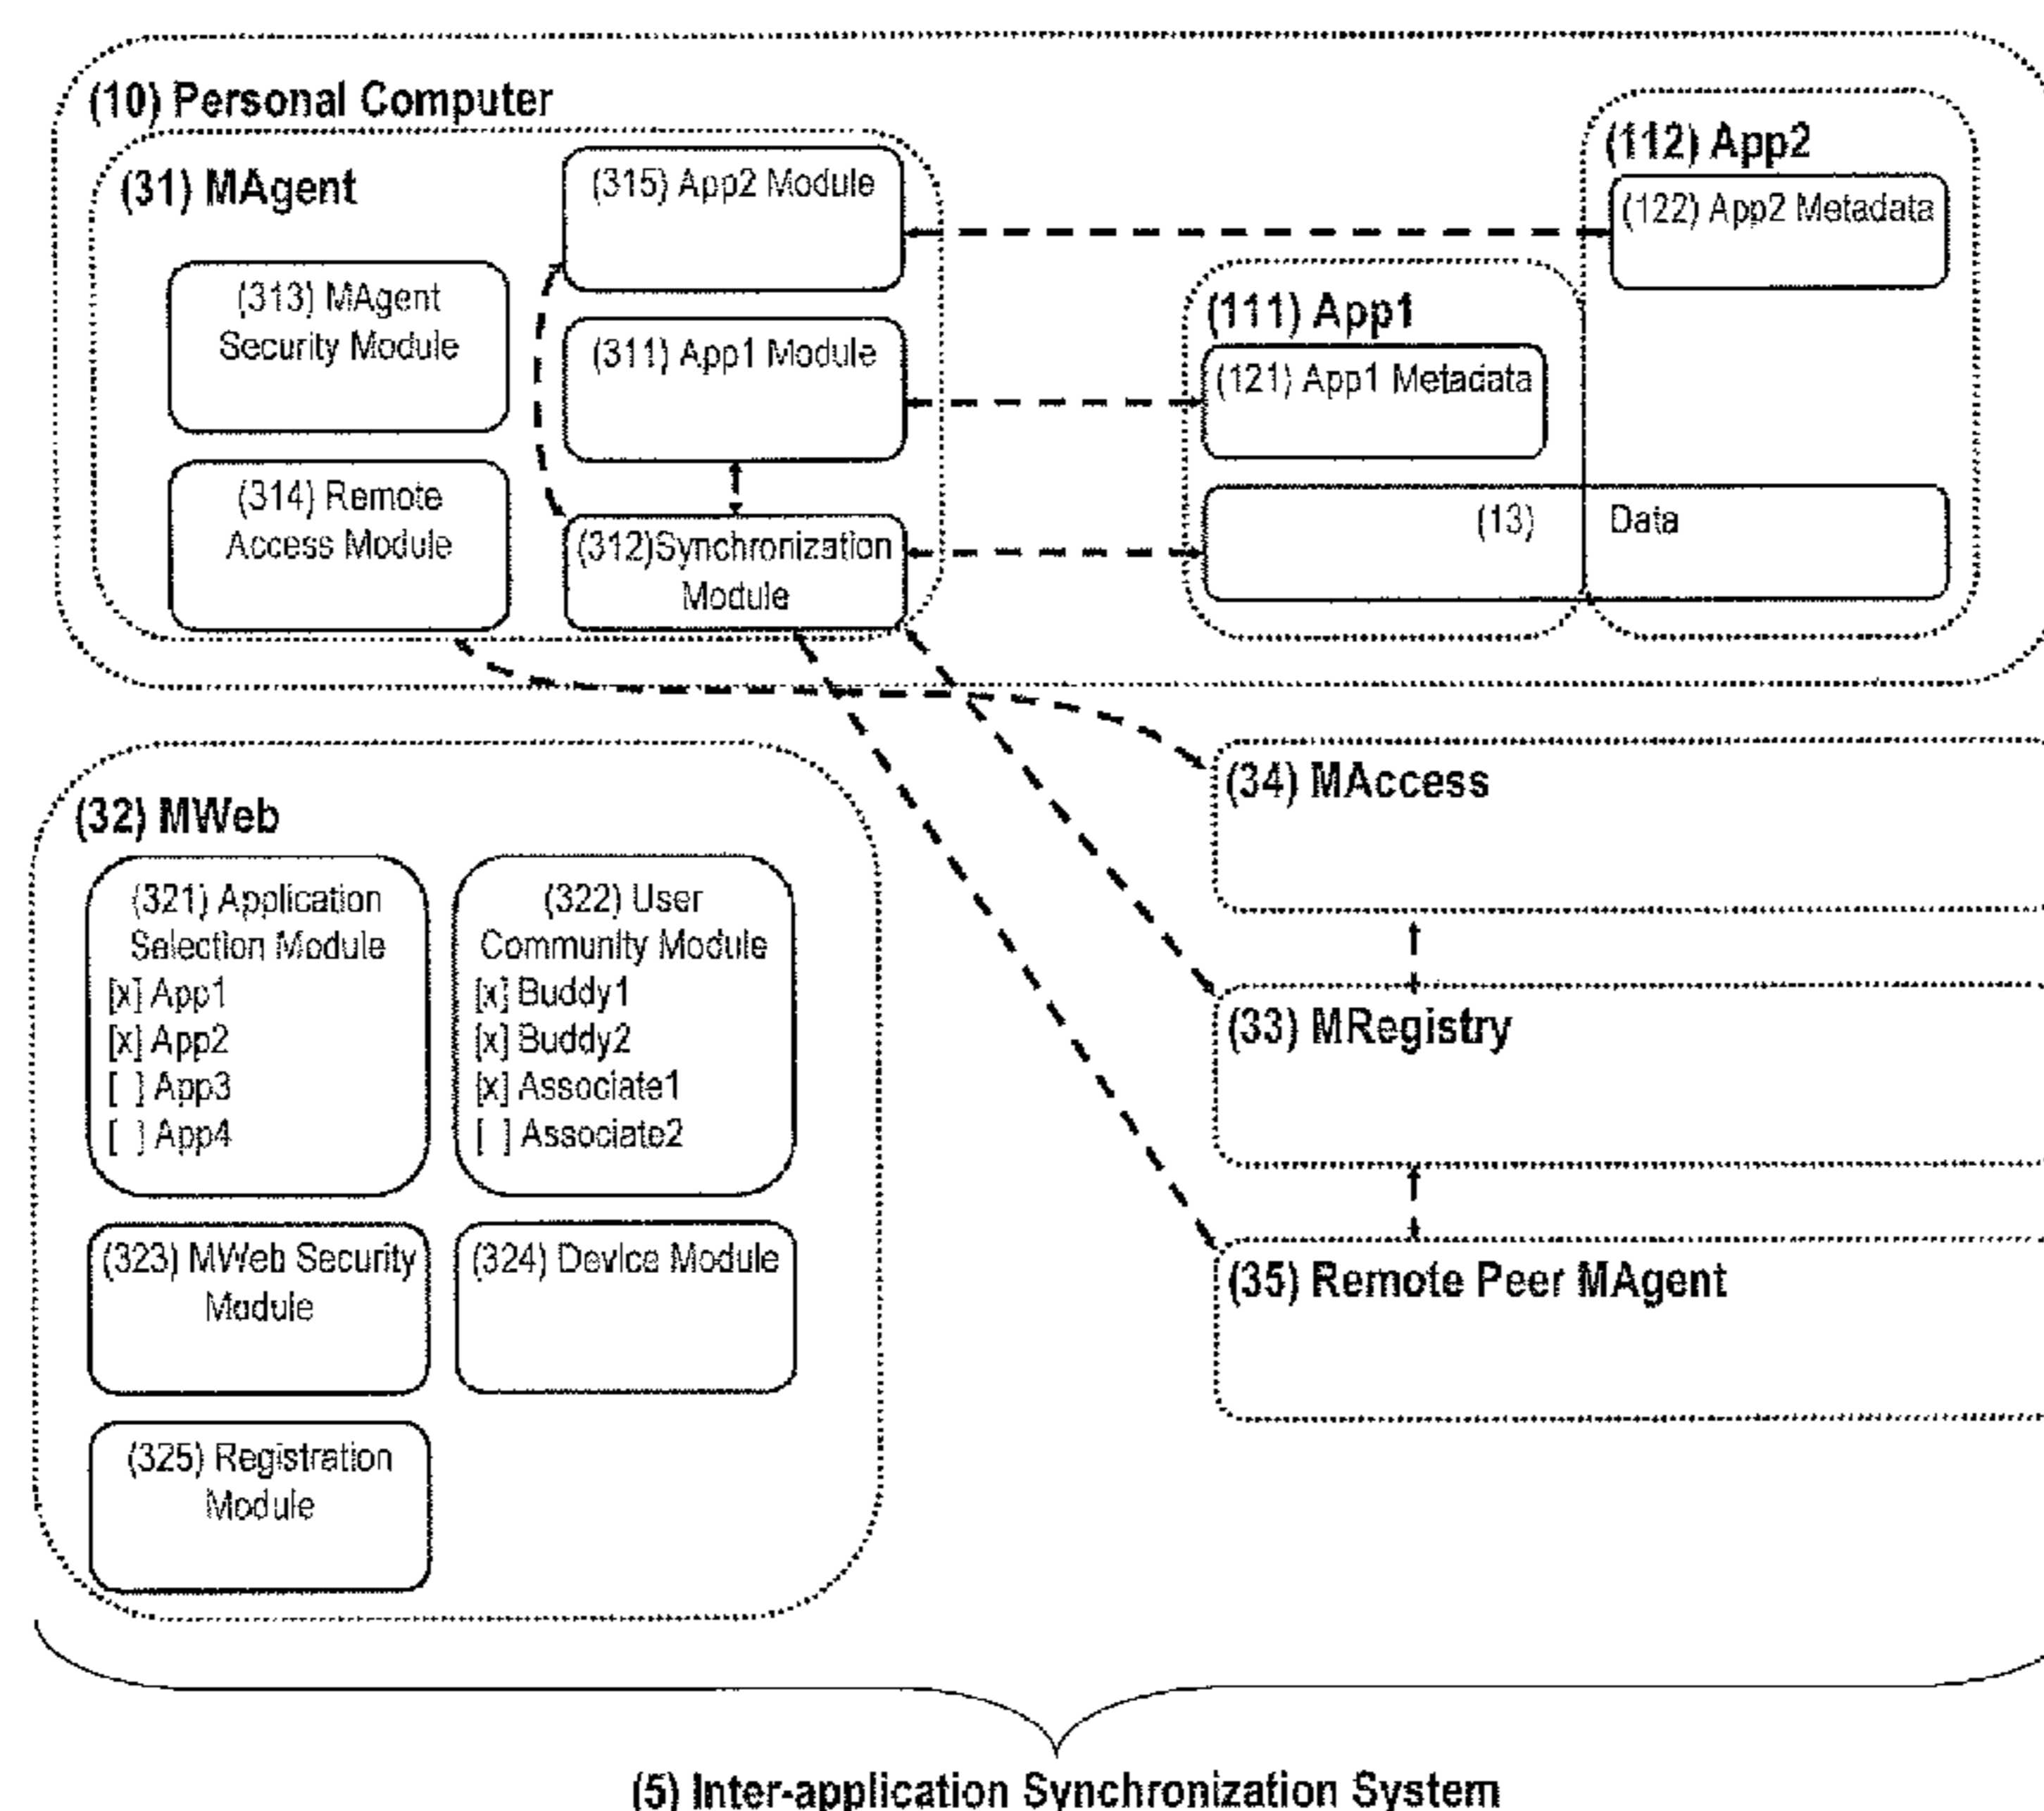 (10) Personal Computer
(31) MAgent
(315) App2 Module
(313) MAgent
Security Module
(311) App1 Module
(314) Remote
Access Module
(312)Synchronization
Module
(112) App2
(122) App2 Metadata
(111) App1
(121) App1 Metadata
(13) Data
(32) MWeb
(321) Application
Selection Module
[x] App1
[x] App2
[ ] App3
[ ] App4
(322) User
Community Module
[x] Buddy1
[x] Buddy2
[x] Associate1
[ ] Associate2
(323) MWeb Security
Module
(324) Device Module
(325) Registration
Module
(34) MAccess
(33) MRegistry
(35) Remote Peer MAgent
(5) Inter-application Synchronization System